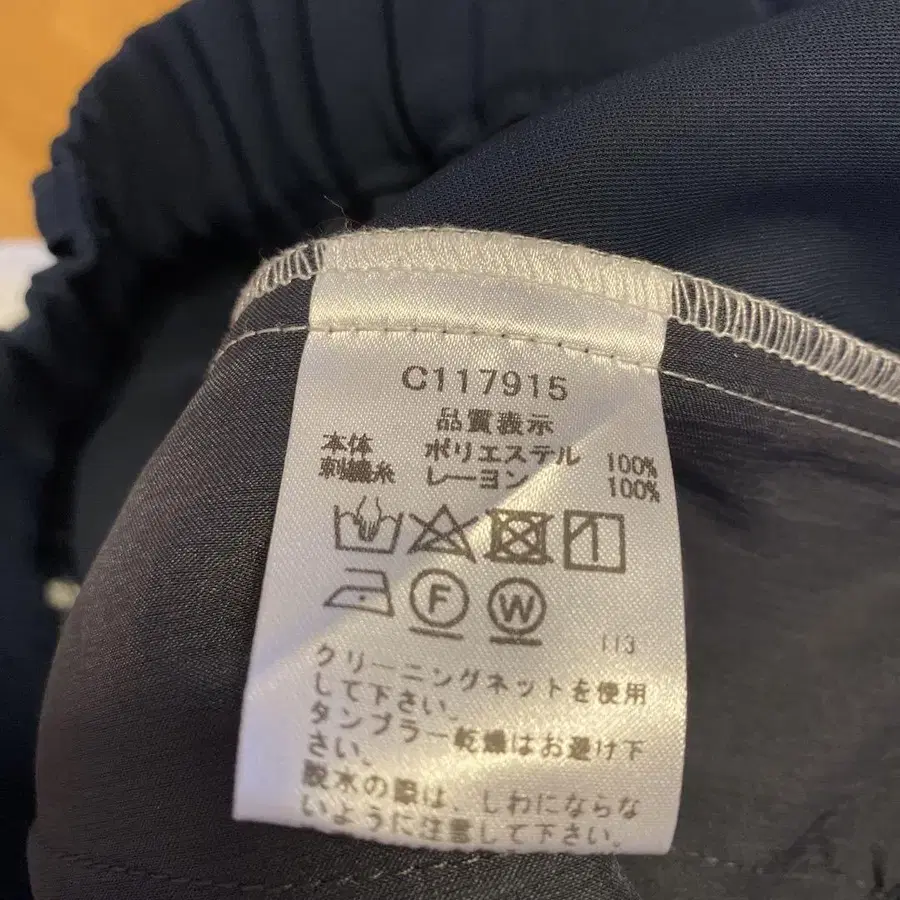 C117915
品質表示
本体 ポリエステル 100%
刺繍糸 レーヨン 100%
F W
113
クリーニングネットを使用
して下さい。
タンブラー乾燥はお避け下
さい。
脱水の際は、しわにならな
いように注意して下さい。